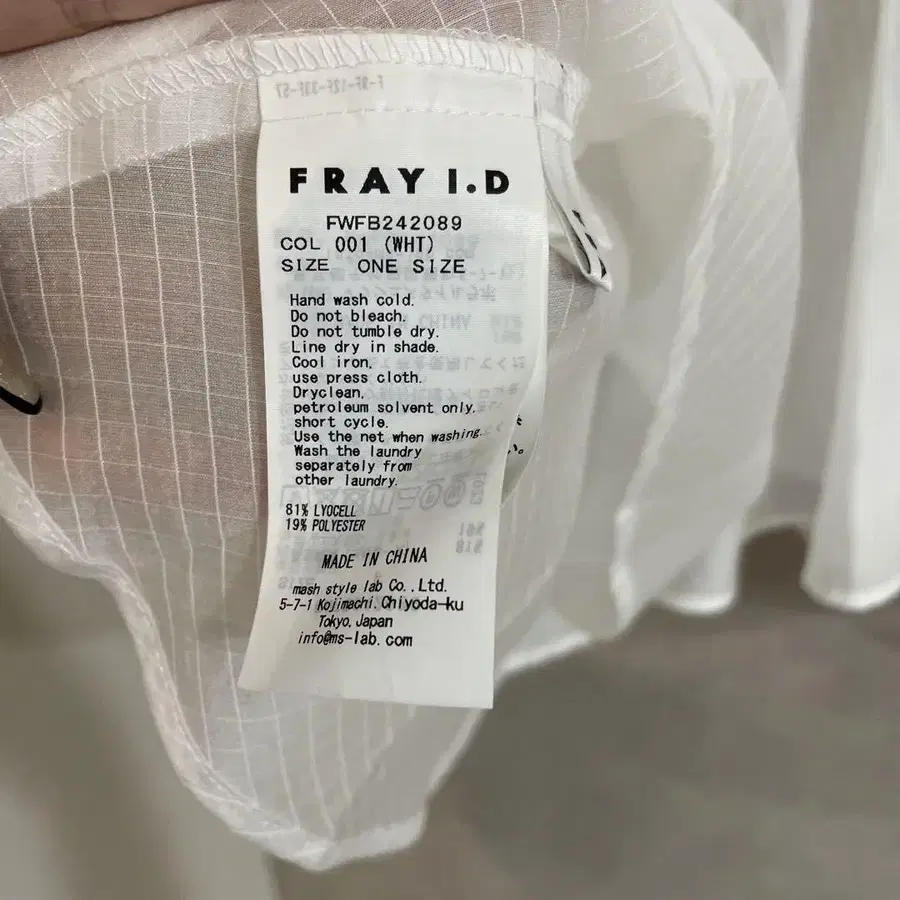 FRAY I.D
FWFB242089
COL 001 (WHT)
SIZE ONE SIZE
Hand wash cold.
Do not bleach.
Do not tumble dry.
Line dry in shade.
Cool iron,
use press cloth.
Dryclean,
petroleum solvent only,
short cycle.
Use the net when washing.
Wash the laundry
separately from
other laundry.
81% LYOCELL
19% POLYESTER
MADE IN CHINA
mash style lab Co.,Ltd.
5-7-1 Kojimachi, Chiyoda-ku
Tokyo, Japan
info@ms-lab.com